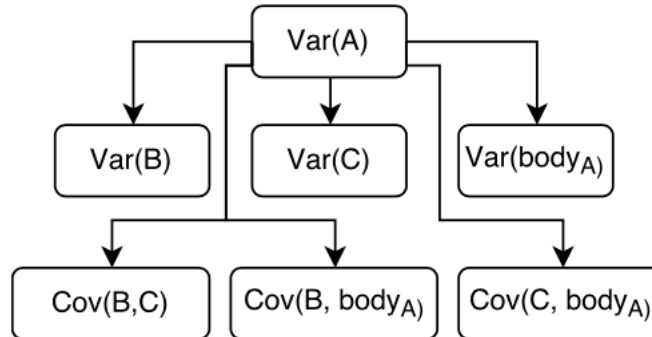 Var(A)
Var(B)
Var(C)
Var(body_A)
Cov(B,C)
Cov(B, body_A)
Cov(C, body_A)